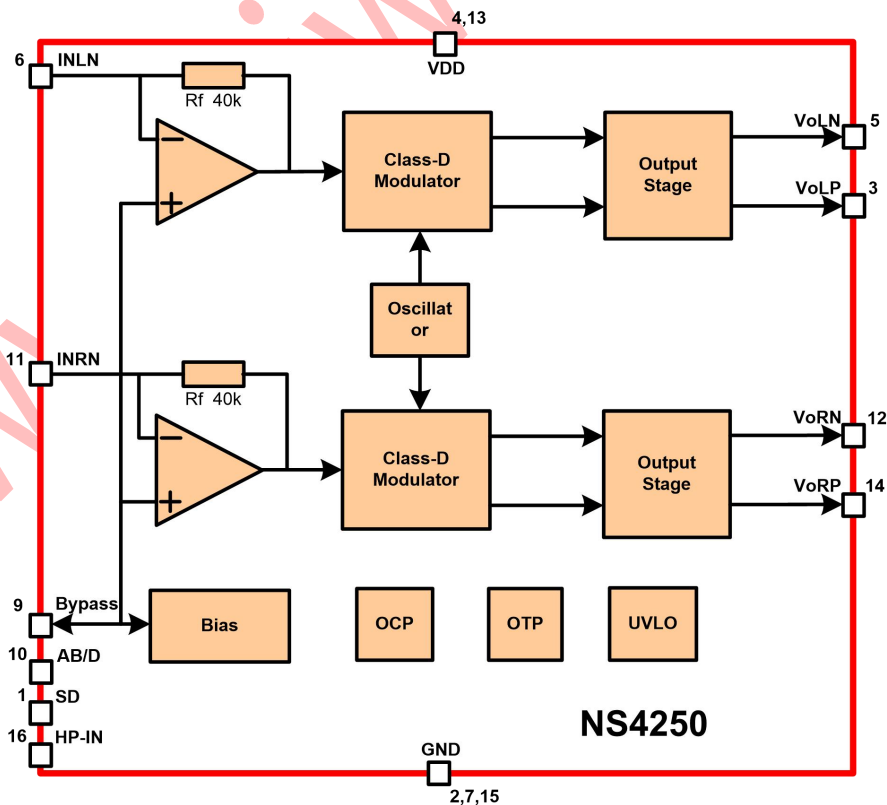 4,13
VDD
6 INLN
Rf 40k
Class-D
Modulator
Output
Stage
VoLN 5
VoLP 3
Oscillat
or
11 INRN
Rf 40k
Class-D
Modulator
Output
Stage
VoRN 12
VoRP 14
9 Bypass
Bias
OCP
OTP
UVLO
10 AB/D
1 SD
16 HP-IN
NS4250
GND
2,7,15